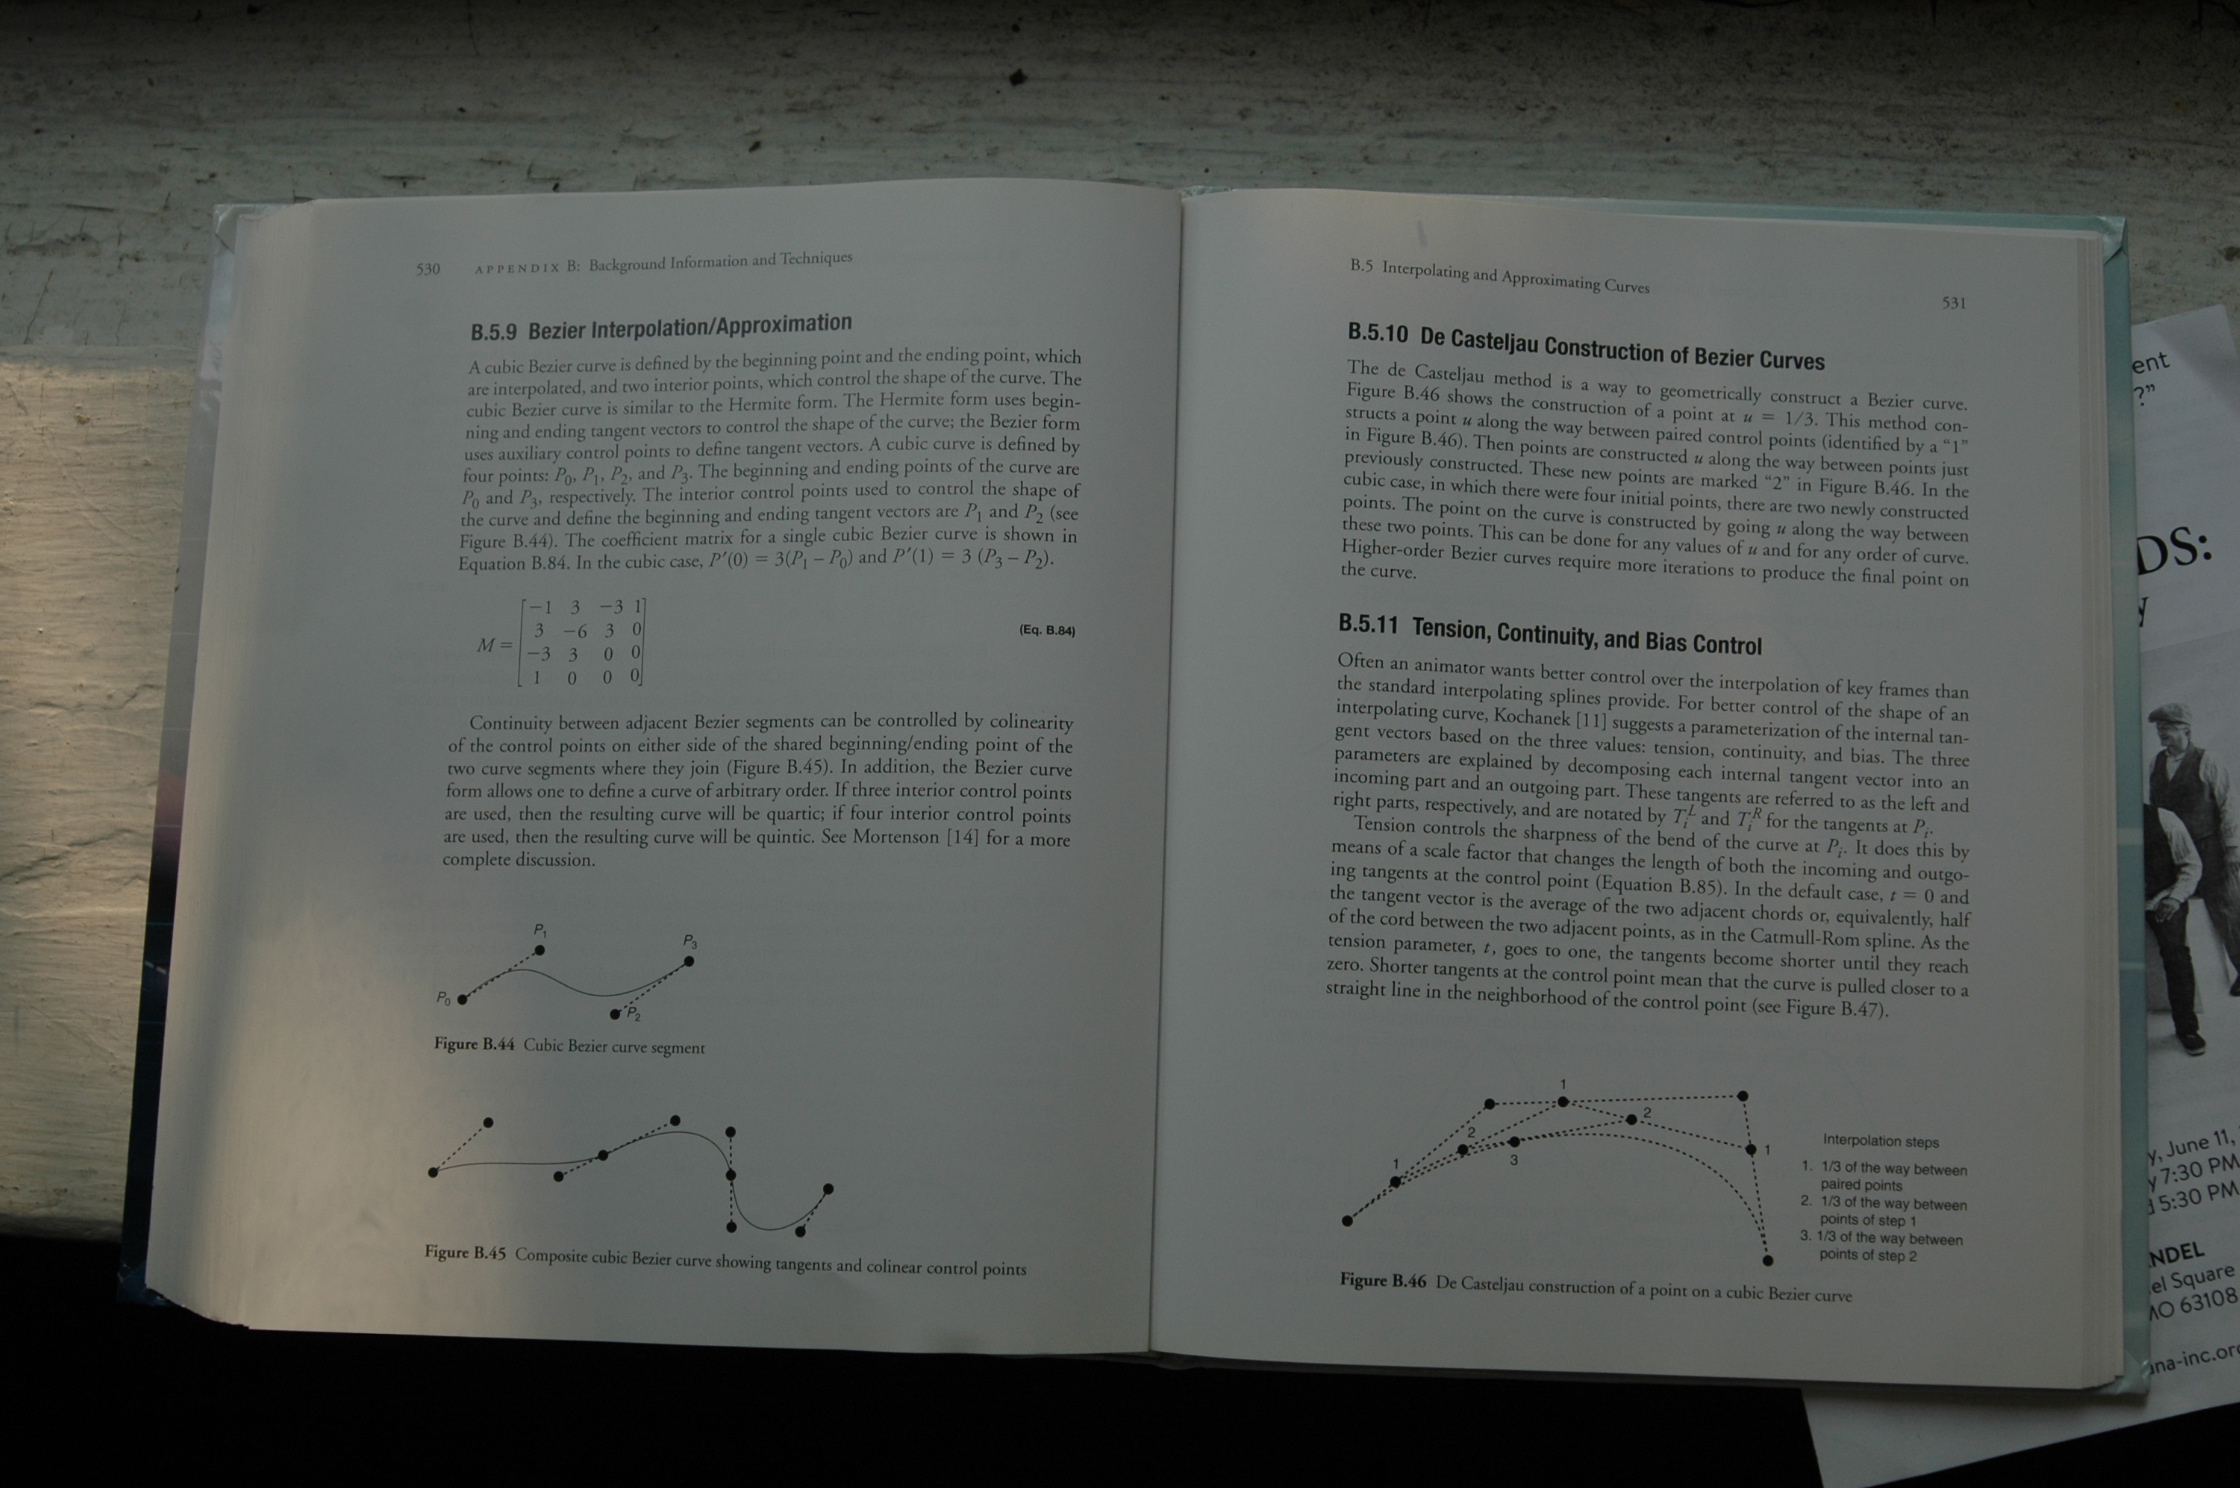 530 APPENDIX B: Background Information and Techniques
B.5.9 Bezier Interpolation/Approximation
A cubic Bezier curve is defined by the beginning point and the ending point, which
are interpolated, and two interior points, which control the shape of the curve. The
cubic Bezier curve is similar to the Hermite form. The Hermite form uses begin-
ning and ending tangent vectors to control the shape of the curve; the Bezier form
uses auxiliary control points to define tangent vectors. A cubic curve is defined by
four points: P₀, P₁, P₂, and P₃. The beginning and ending points of the curve are
P₀ and P₃, respectively. The interior control points used to control the shape of
the curve and define the beginning and ending tangent vectors are P₁ and P₂ (see
Figure B.44). The coefficient matrix for a single cubic Bezier curve is shown in
Equation B.84. In the cubic case, P′(0) = 3(P₁ – P₀) and P′(1) = 3 (P₃ – P₂).
−1 3 −3 1
3 −6 3 0
M =
(Eq. B.84)
−3 3 0 0
1 0 0 0
Continuity between adjacent Bezier segments can be controlled by colinearity
of the control points on either side of the shared beginning/ending point of the
two curve segments where they join (Figure B.45). In addition, the Bezier curve
form allows one to define a curve of arbitrary order. If three interior control points
are used, then the resulting curve will be quartic; if four interior control points
are used, then the resulting curve will be quintic. See Mortenson [14] for a more
complete discussion.
P₁
P₃
P₀
P₂
Figure B.44 Cubic Bezier curve segment
Figure B.45 Composite cubic Bezier curve showing tangents and colinear control points
B.5 Interpolating and Approximating Curves
531
B.5.10 De Casteljau Construction of Bezier Curves
The de Casteljau method is a way to geometrically construct a Bezier curve.
Figure B.46 shows the construction of a point at u = 1/3. This method con-
structs a point u along the way between paired control points (identified by a “1”
in Figure B.46). Then points are constructed u along the way between points just
previously constructed. These new points are marked “2” in Figure B.46. In the
cubic case, in which there were four initial points, there are two newly constructed
points. The point on the curve is constructed by going u along the way between
these two points. This can be done for any values of u and for any order of curve.
Higher-order Bezier curves require more iterations to produce the final point on
the curve.
B.5.11 Tension, Continuity, and Bias Control
Often an animator wants better control over the interpolation of key frames than
the standard interpolating splines provide. For better control of the shape of an
interpolating curve, Kochanek [11] suggests a parameterization of the internal tan-
gent vectors based on the three values: tension, continuity, and bias. The three
parameters are explained by decomposing each internal tangent vector into an
incoming part and an outgoing part. These tangents are referred to as the left and
right parts, respectively, and are notated by Tᵢᴸ and Tᵢᴿ for the tangents at Pᵢ.
Tension controls the sharpness of the bend of the curve at Pᵢ. It does this by
means of a scale factor that changes the length of both the incoming and outgo-
ing tangents at the control point (Equation B.85). In the default case, t = 0 and
the tangent vector is the average of the two adjacent chords or, equivalently, half
of the cord between the two adjacent points, as in the Catmull-Rom spline. As the
tension parameter, t, goes to one, the tangents become shorter until they reach
zero. Shorter tangents at the control point mean that the curve is pulled closer to a
straight line in the neighborhood of the control point (see Figure B.47).
1
2
2
1
1
3
Interpolation steps
1. 1/3 of the way between
paired points
2. 1/3 of the way between
points of step 1
3. 1/3 of the way between
points of step 2
Figure B.46 De Casteljau construction of a point on a cubic Bezier curve
ent
?”
DS:
y
y, June 11,
7:30 PM
5:30 PM
NDEL
el Square
MO 63108
na-inc.org